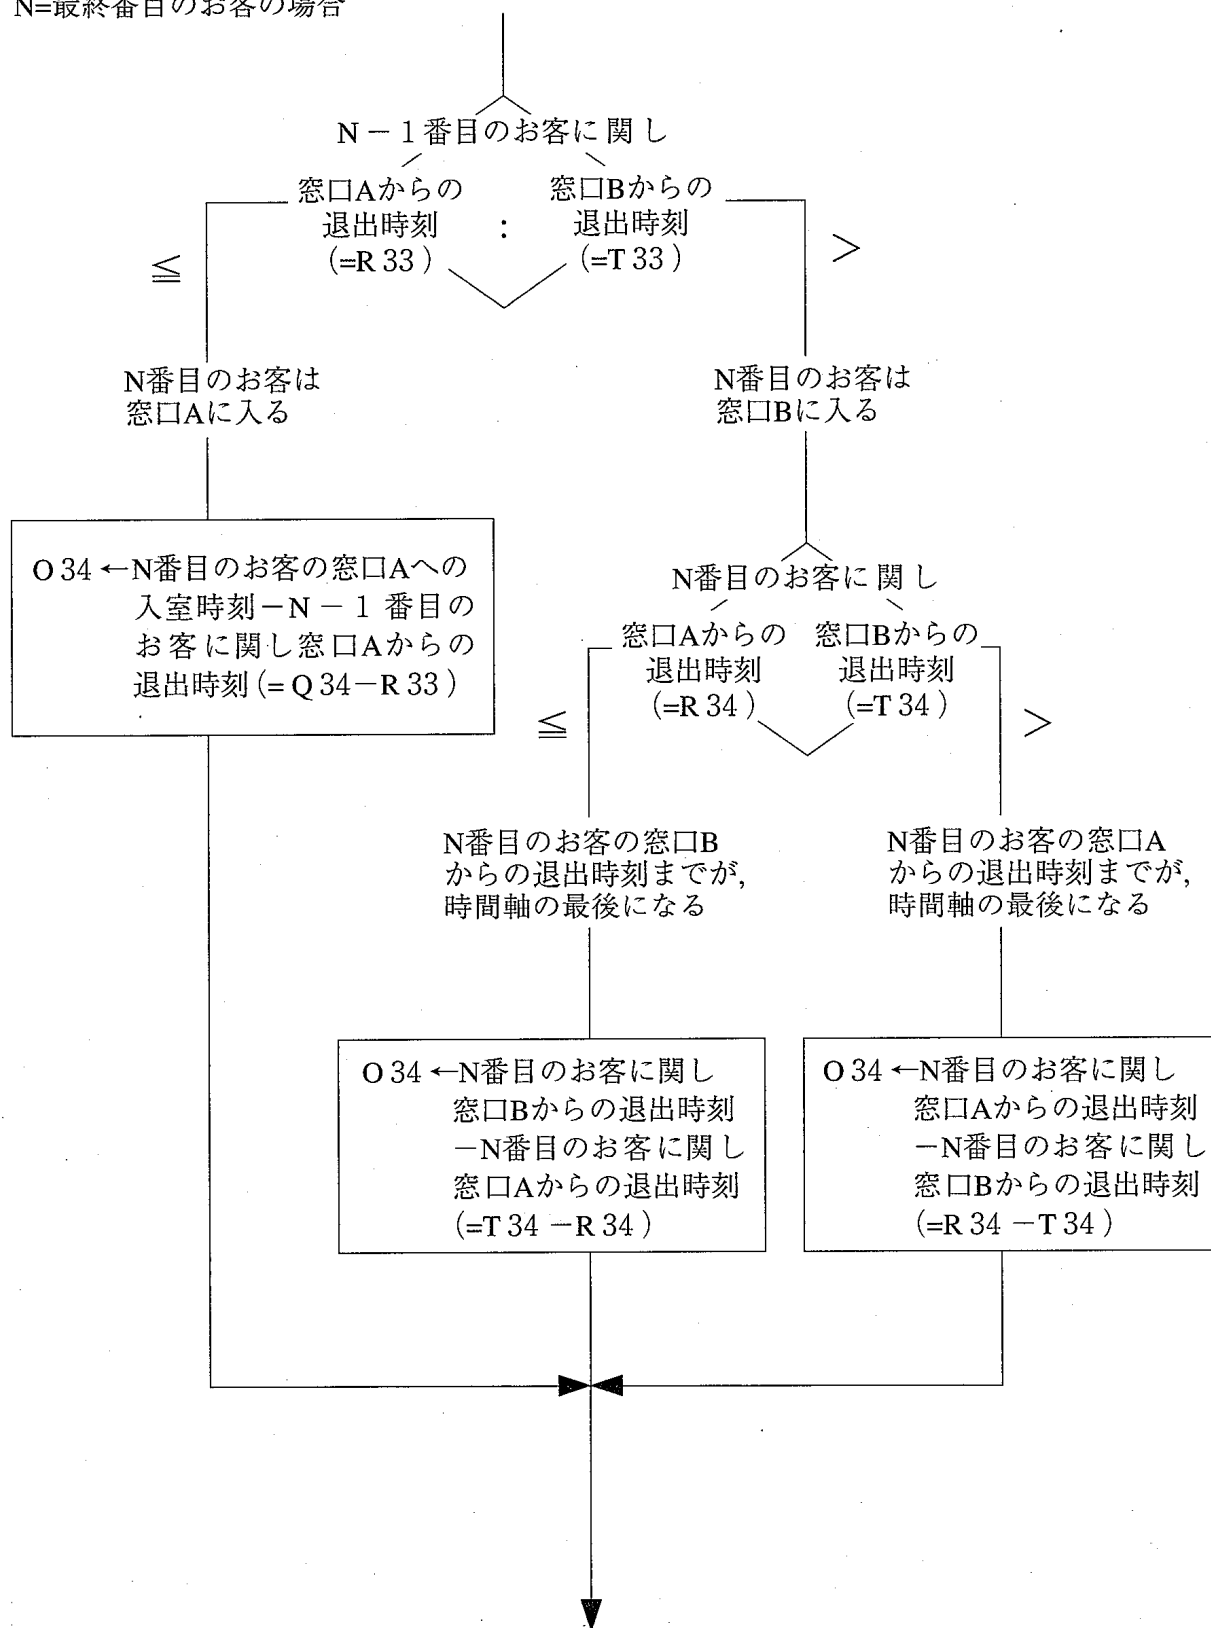 N=最終番目のお客の場合
N－1番目のお客に関し
窓口Aからの
退出時刻
(=R 33)
:
窓口Bからの
退出時刻
(=T 33)
≦
>
N番目のお客は
窓口Aに入る
N番目のお客は
窓口Bに入る
O 34 ←N番目のお客の窓口Aへの
入室時刻－N－1番目の
お客に関し窓口Aからの
退出時刻(= Q 34－R 33)
N番目のお客に関し
窓口Aからの
退出時刻
(=R 34)
窓口Bからの
退出時刻
(=T 34)
≦
>
N番目のお客の窓口B
からの退出時刻までが,
時間軸の最後になる
N番目のお客の窓口A
からの退出時刻までが,
時間軸の最後になる
O 34 ←N番目のお客に関し
窓口Bからの退出時刻
－N番目のお客に関し
窓口Aからの退出時刻
(=T 34 －R 34)
O 34 ←N番目のお客に関し
窓口Aからの退出時刻
－N番目のお客に関し
窓口Bからの退出時刻
(=R 34 －T 34)